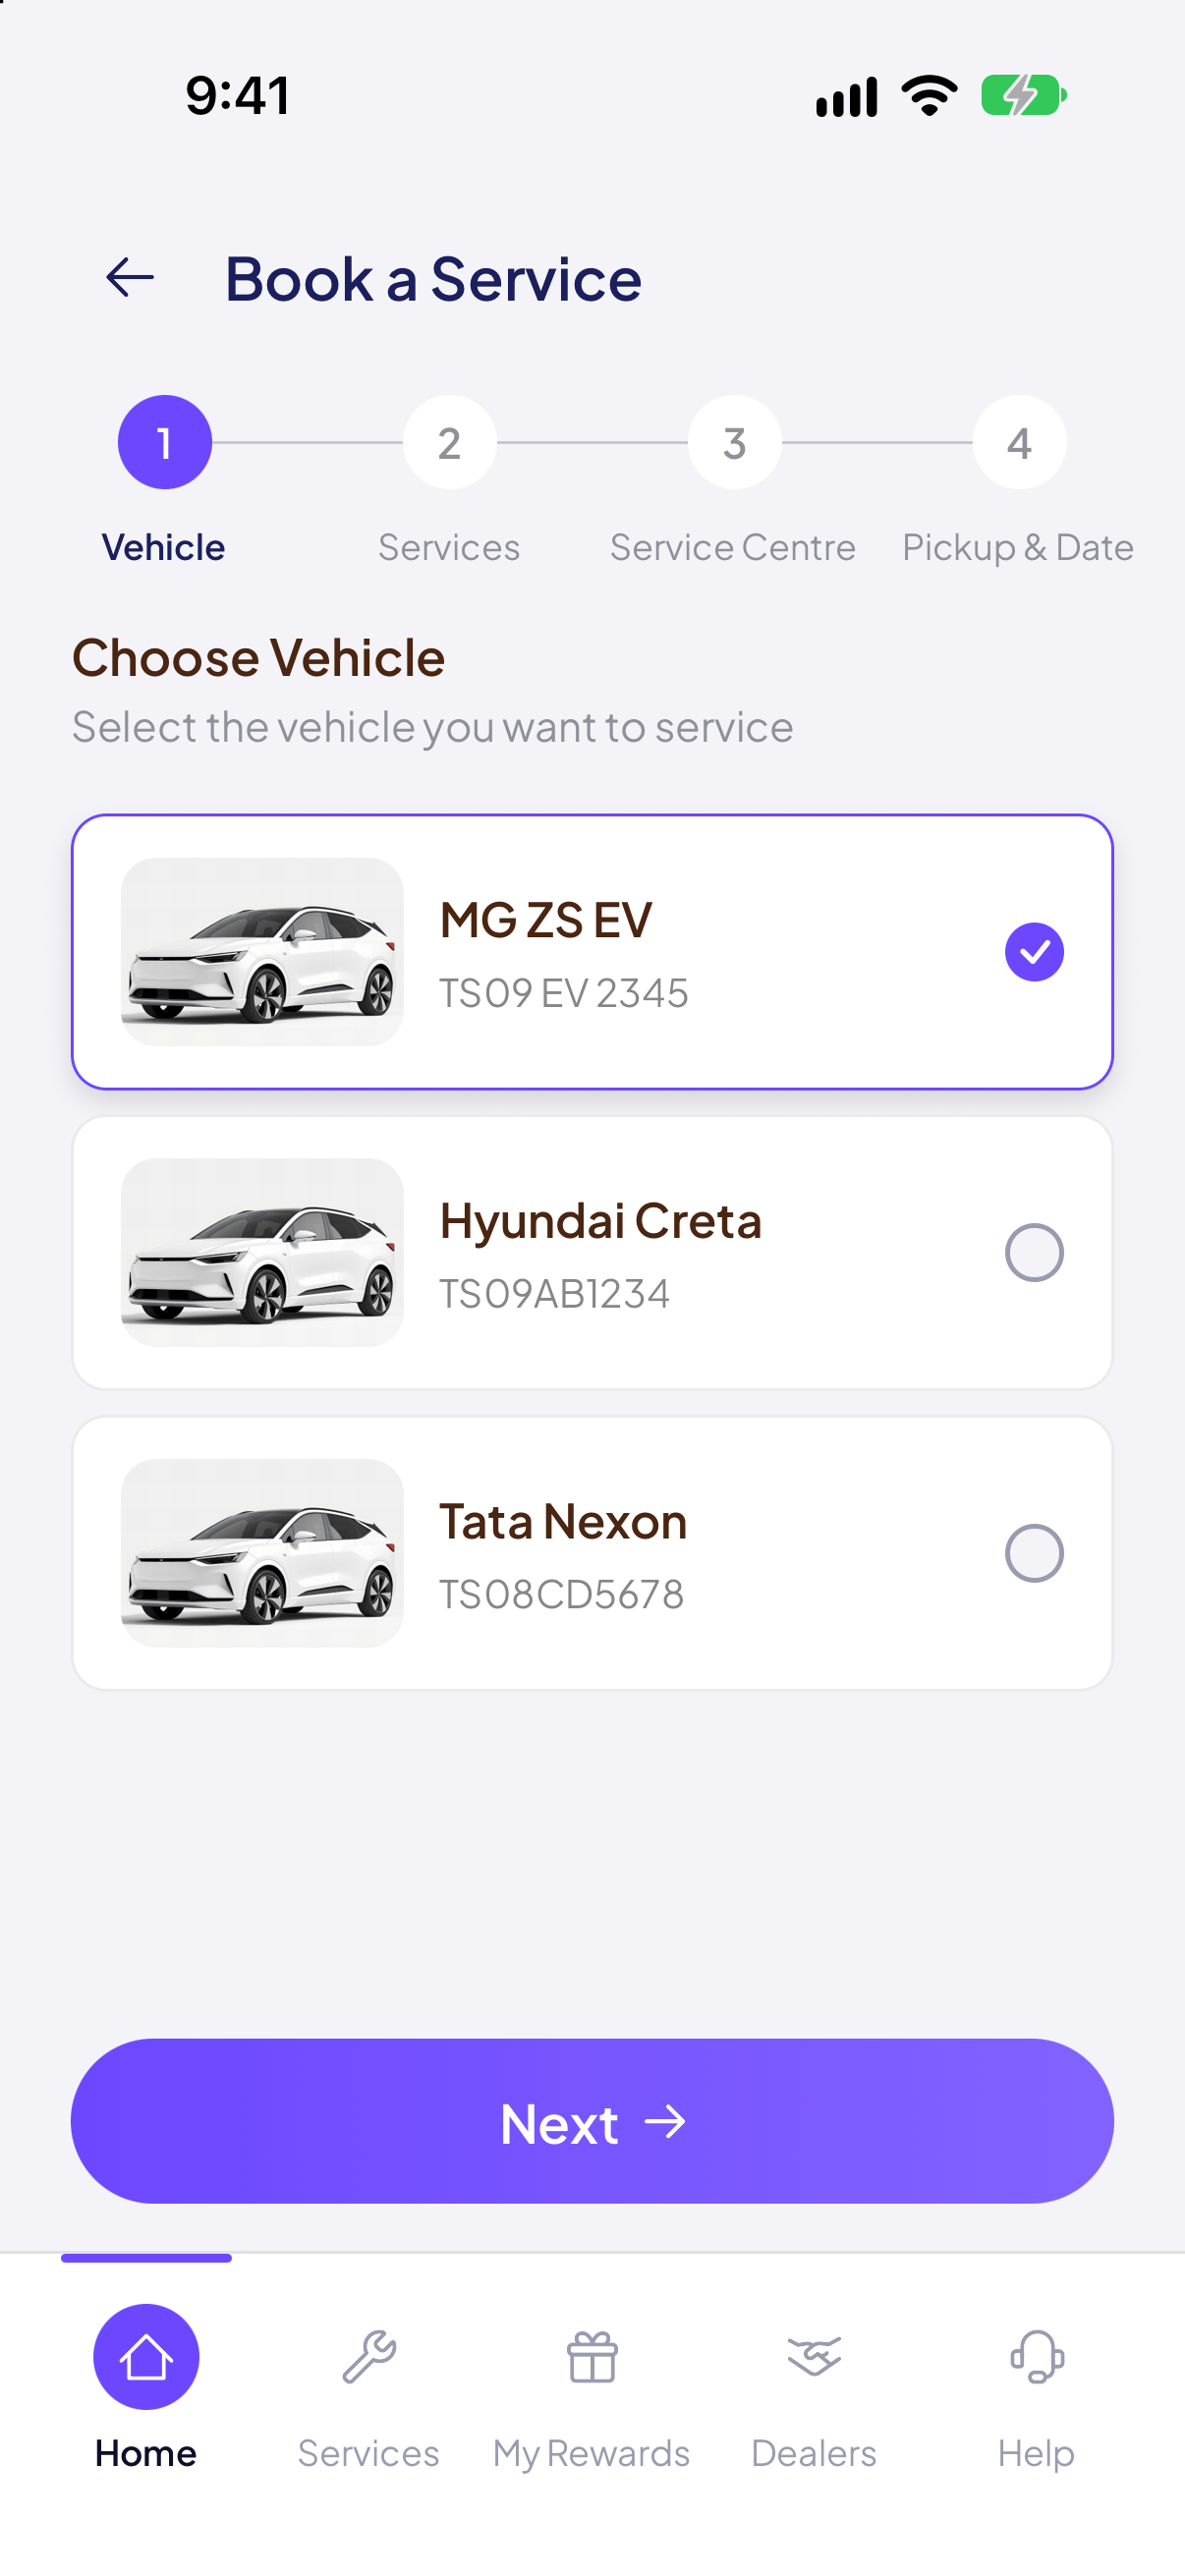 9:41
Book a Service
1 2 3 4
Vehicle Services Service Centre Pickup & Date
Choose Vehicle
Select the vehicle you want to service
MG ZS EV
TS09 EV 2345
Hyundai Creta
TS09AB1234
Tata Nexon
TS08CD5678
Next
Home Services My Rewards Dealers Help